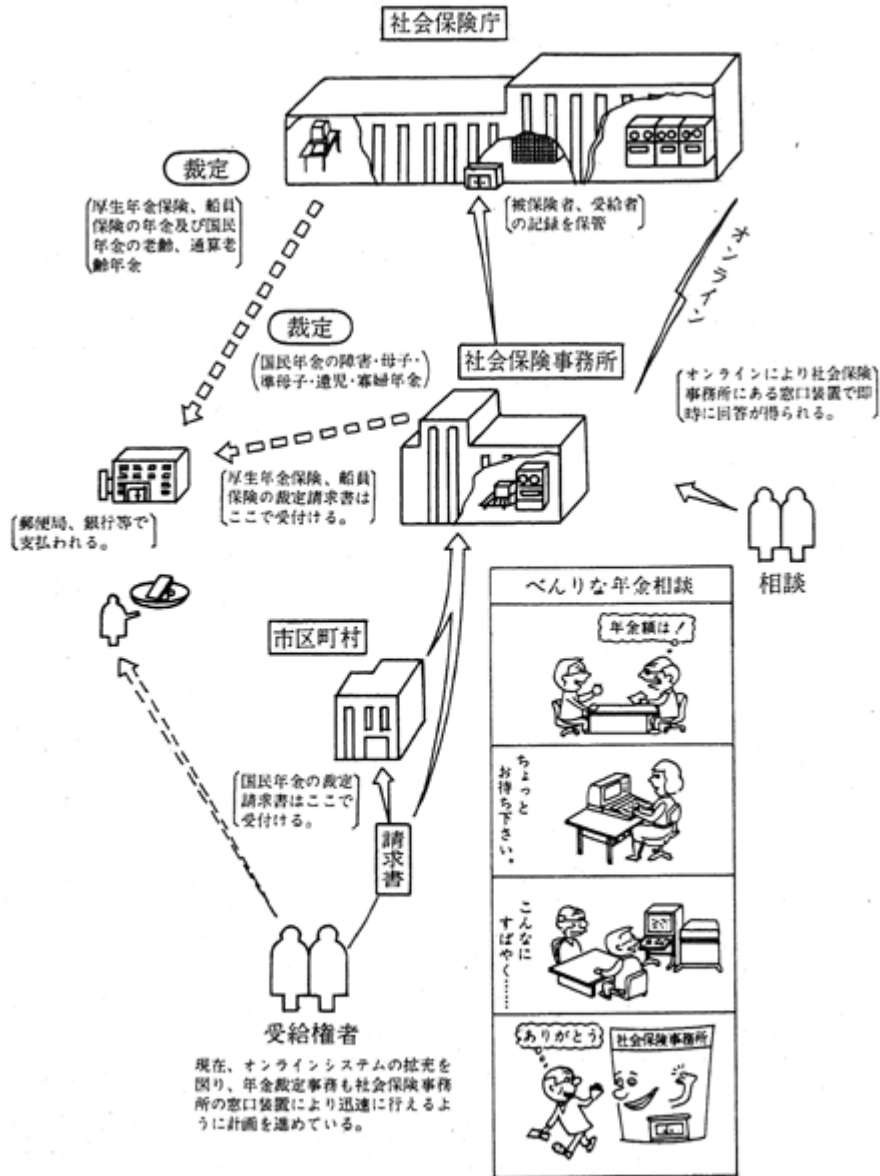 社会保険庁
裁定
厚生年金保険、船員
保険の年金及び国民
年金の老齢、通算老
齢年金
被保険者、受給者
の記録を保管
オンライン
裁定
国民年金の障害・母子・
準母子・遺児・寡婦年金
社会保険事務所
オンラインにより社会保険
事務所にある窓口装置で即
時に回答が得られる。
厚生年金保険、船員
保険の裁定請求書は
ここで受付ける。
郵便局、銀行等で
支払われる。
相談
市区町村
国民年金の裁定
請求書はここで
受付ける。
請求書
受給権者
現在、オンラインシステムの拡充を
図り、年金裁定事務も社会保険事務
所の窓口装置により迅速に行えるよ
うに計画を進めている。
べんりな年金相談
年金額は!
ちょっと
お待ち下さい。
こんなに
すばやく……
ありがとう
社会保険事務所